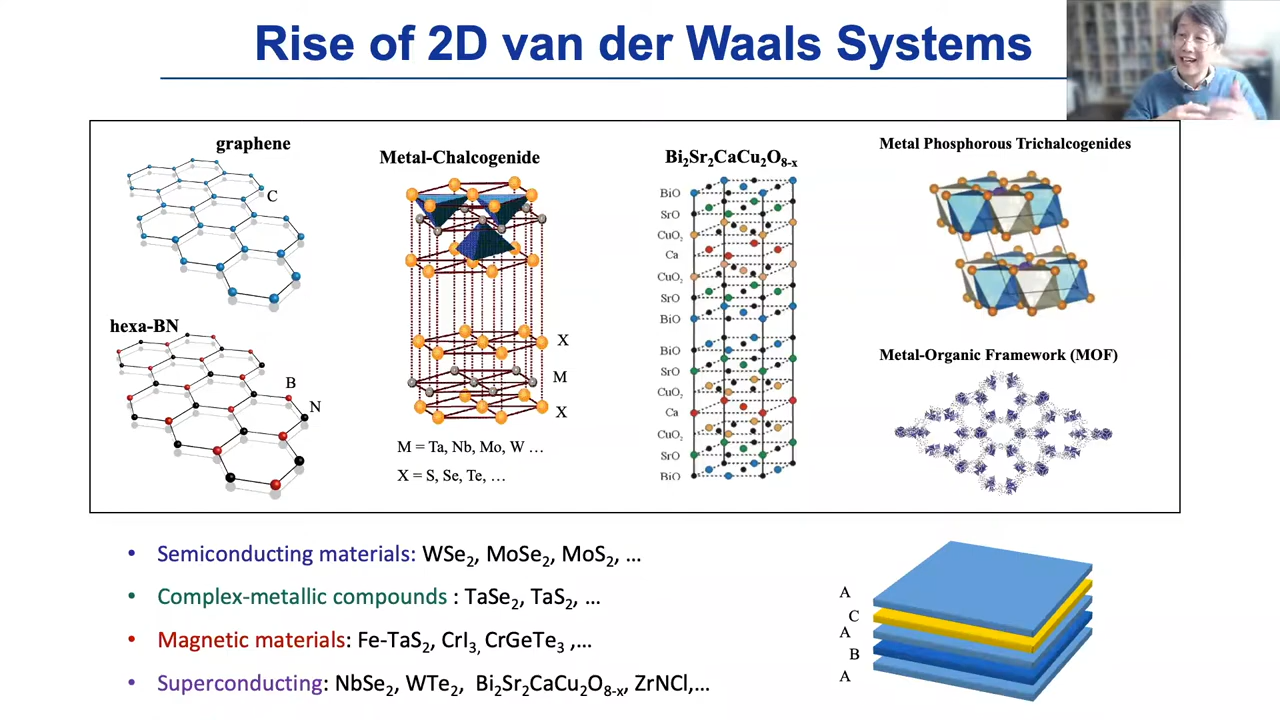 Rise of 2D van der Waals Systems
graphene
C
hexa-BN
B
N
Metal-Chalcogenide
X
M
X
M = Ta, Nb, Mo, W …
X = S, Se, Te, …
Bi₂Sr₂CaCu₂O₈₋ₓ
BiO
SrO
CuO₂
Ca
CuO₂
SrO
BiO
BiO
SrO
CuO₂
Ca
CuO₂
SrO
BiO
Metal Phosphorous Trichalcogenides
Metal-Organic Framework (MOF)
• Semiconducting materials: WSe₂, MoSe₂, MoS₂, …
• Complex-metallic compounds : TaSe₂, TaS₂, …
• Magnetic materials: Fe-TaS₂, CrI₃, CrGeTe₃ ,…
• Superconducting: NbSe₂, WTe₂, Bi₂Sr₂CaCu₂O₈₋ₓ, ZrNCl,…
A
C
A
B
A